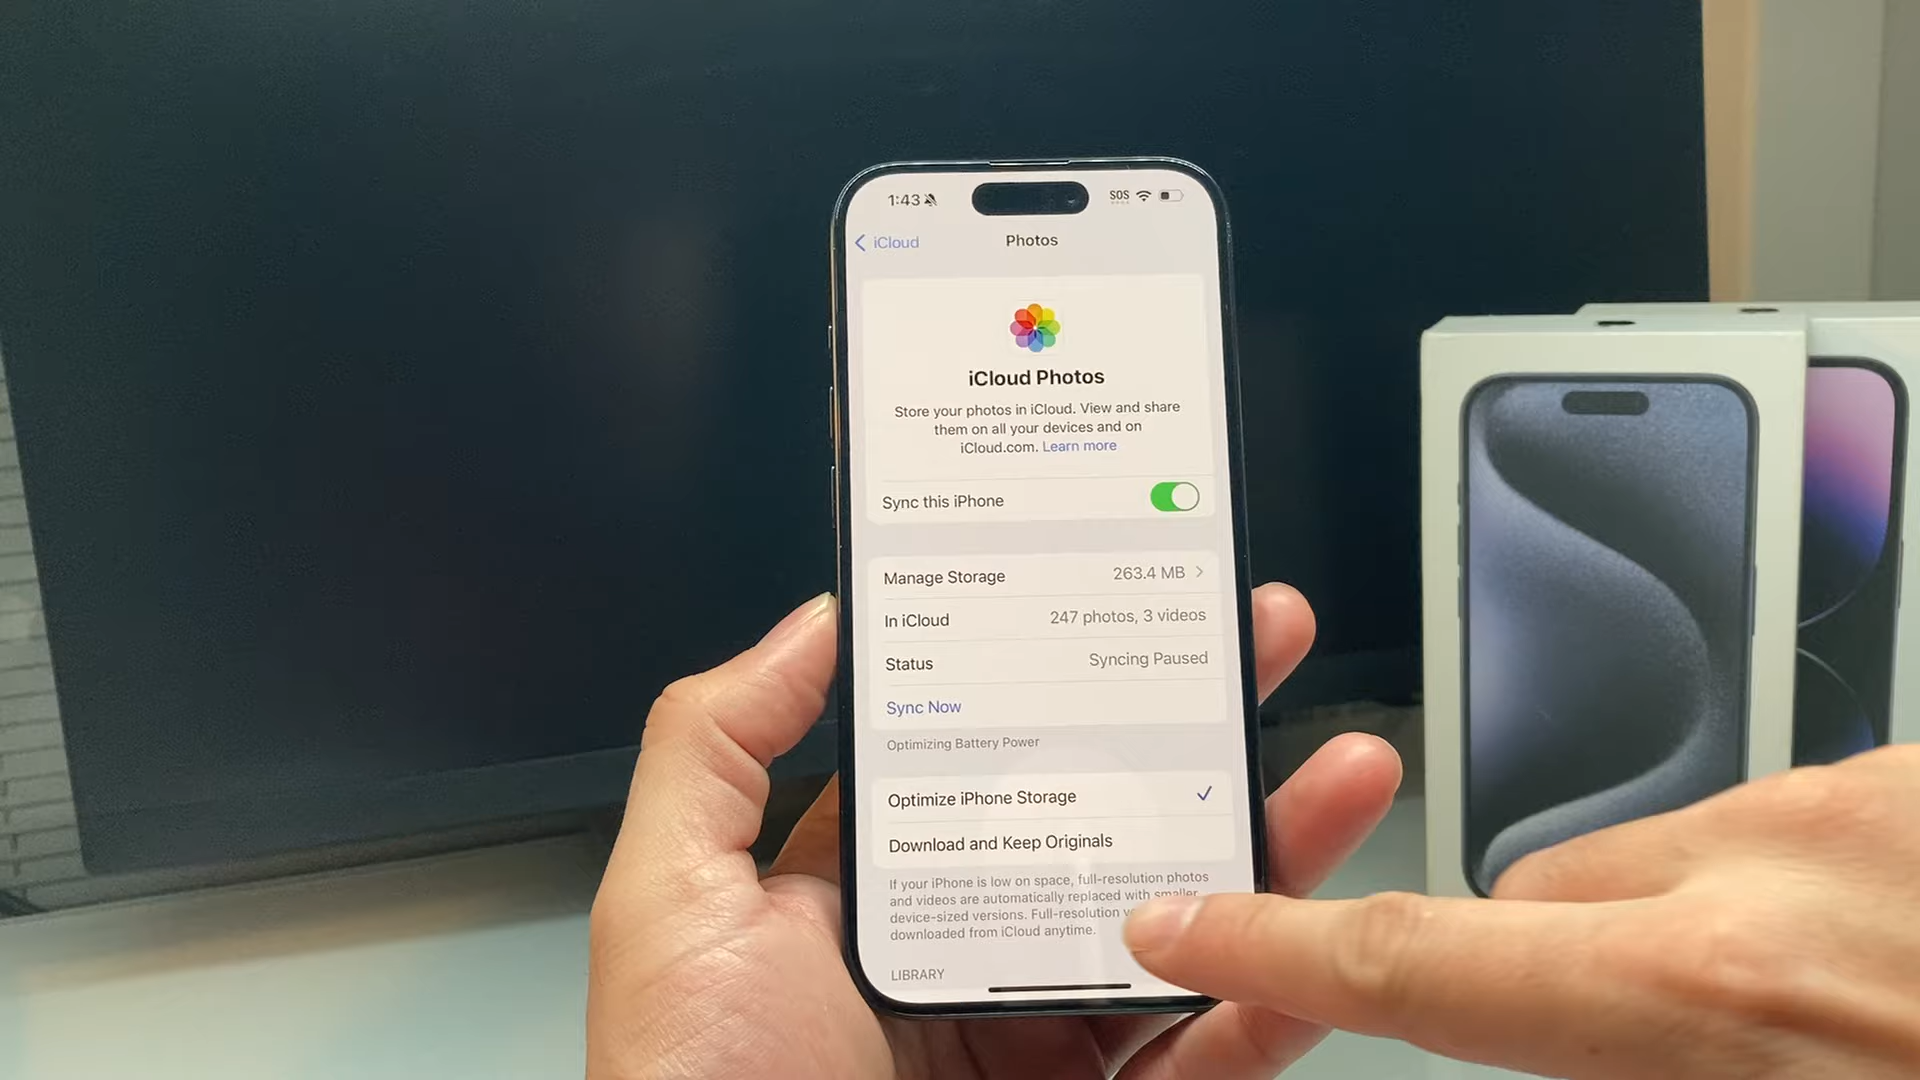 1:43
SOS
iCloud
Photos
iCloud Photos
Store your photos in iCloud. View and share
them on all your devices and on
iCloud.com. Learn more
Sync this iPhone
Manage Storage 263.4 MB
In iCloud 247 photos, 3 videos
Status Syncing Paused
Sync Now
Optimizing Battery Power
Optimize iPhone Storage
Download and Keep Originals
If your iPhone is low on space, full-resolution photos
and videos are automatically replaced with smaller,
device-sized versions. Full-resolution
downloaded from iCloud anytime.
LIBRARY